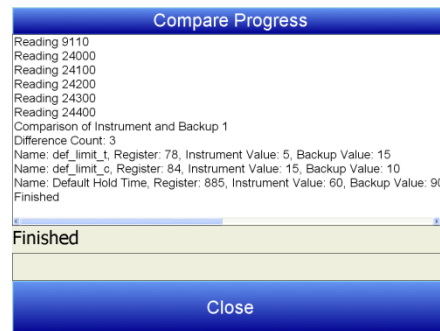 Compare Progress
Reading 9110
Reading 24000
Reading 24100
Reading 24200
Reading 24300
Reading 24400
Comparison of Instrument and Backup 1
Difference Count: 3
Name: def_limit_t, Register: 78, Instrument Value: 5, Backup Value: 15
Name: def_limit_c, Register: 84, Instrument Value: 15, Backup Value: 10
Name: Default Hold Time, Register: 885, Instrument Value: 60, Backup Value: 90
Finished
Finished
Close